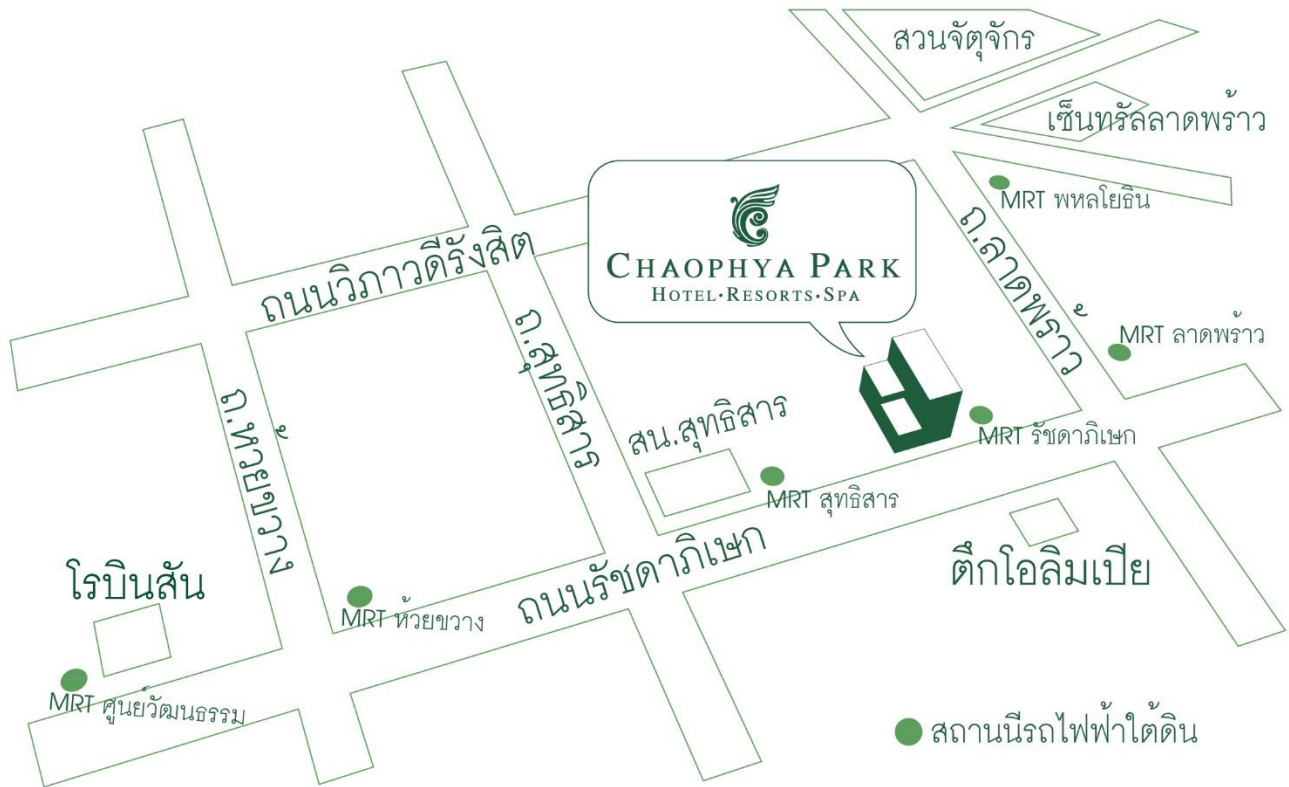 สวนจัตุจักร
เซ็นทรัลลาดพร้าว
MRT พหลโยธิน
CHAOPHYA PARK
HOTEL·RESORTS·SPA
ถนนวิภาวดีรังสิต
ถ.ลาดพร้าว
MRT ลาดพร้าว
ถ.สุทธิสาร
ถ.ห้วยขวาง
สน.สุทธิสาร
MRT รัชดาภิเษก
MRT สุทธิสาร
ถนนรัชดาภิเษก
ตึกโอลิมเปีย
โรบินสัน
MRT ห้วยขวาง
MRT ศูนย์วัฒนธรรม
สถานนีรถไฟฟ้าใต้ดิน